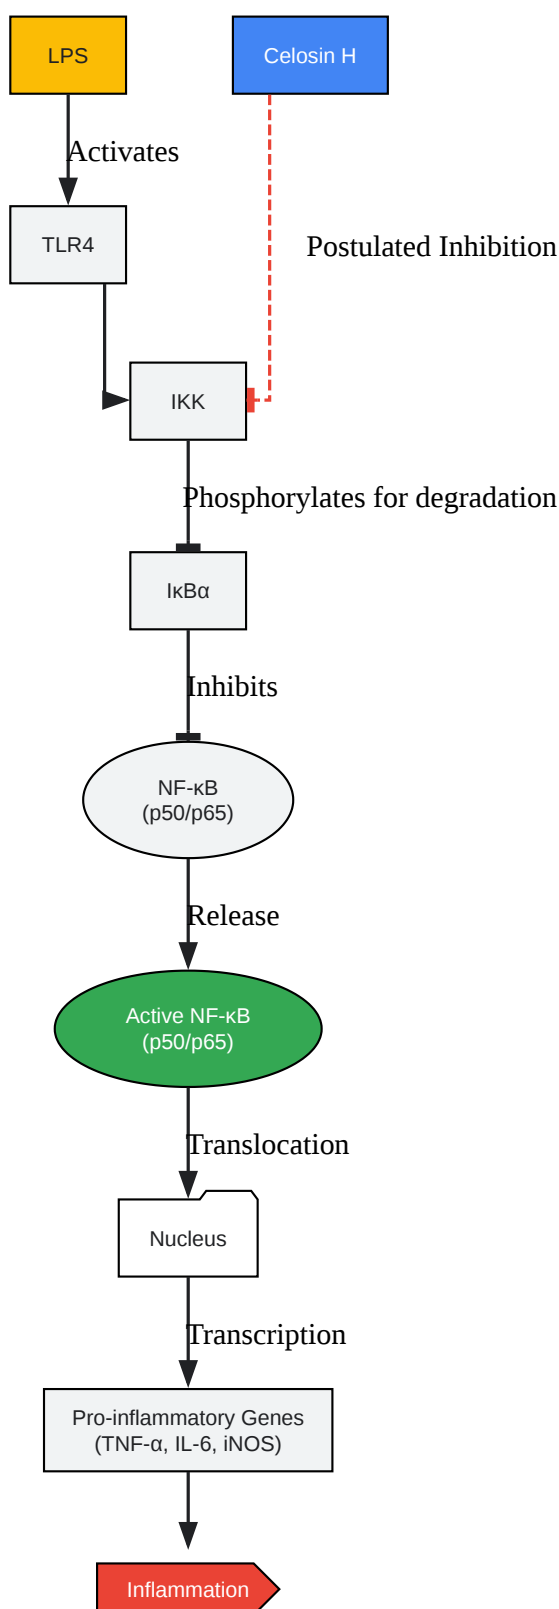 LPS
Celosin H
Activates
TLR4
Postulated Inhibition
IKK
Phosphorylates for degradation
IκBα
Inhibits
NF-κB
(p50/p65)
Release
Active NF-κB
(p50/p65)
Translocation
Nucleus
Transcription
Pro-inflammatory Genes
(TNF-α, IL-6, iNOS)
Inflammation